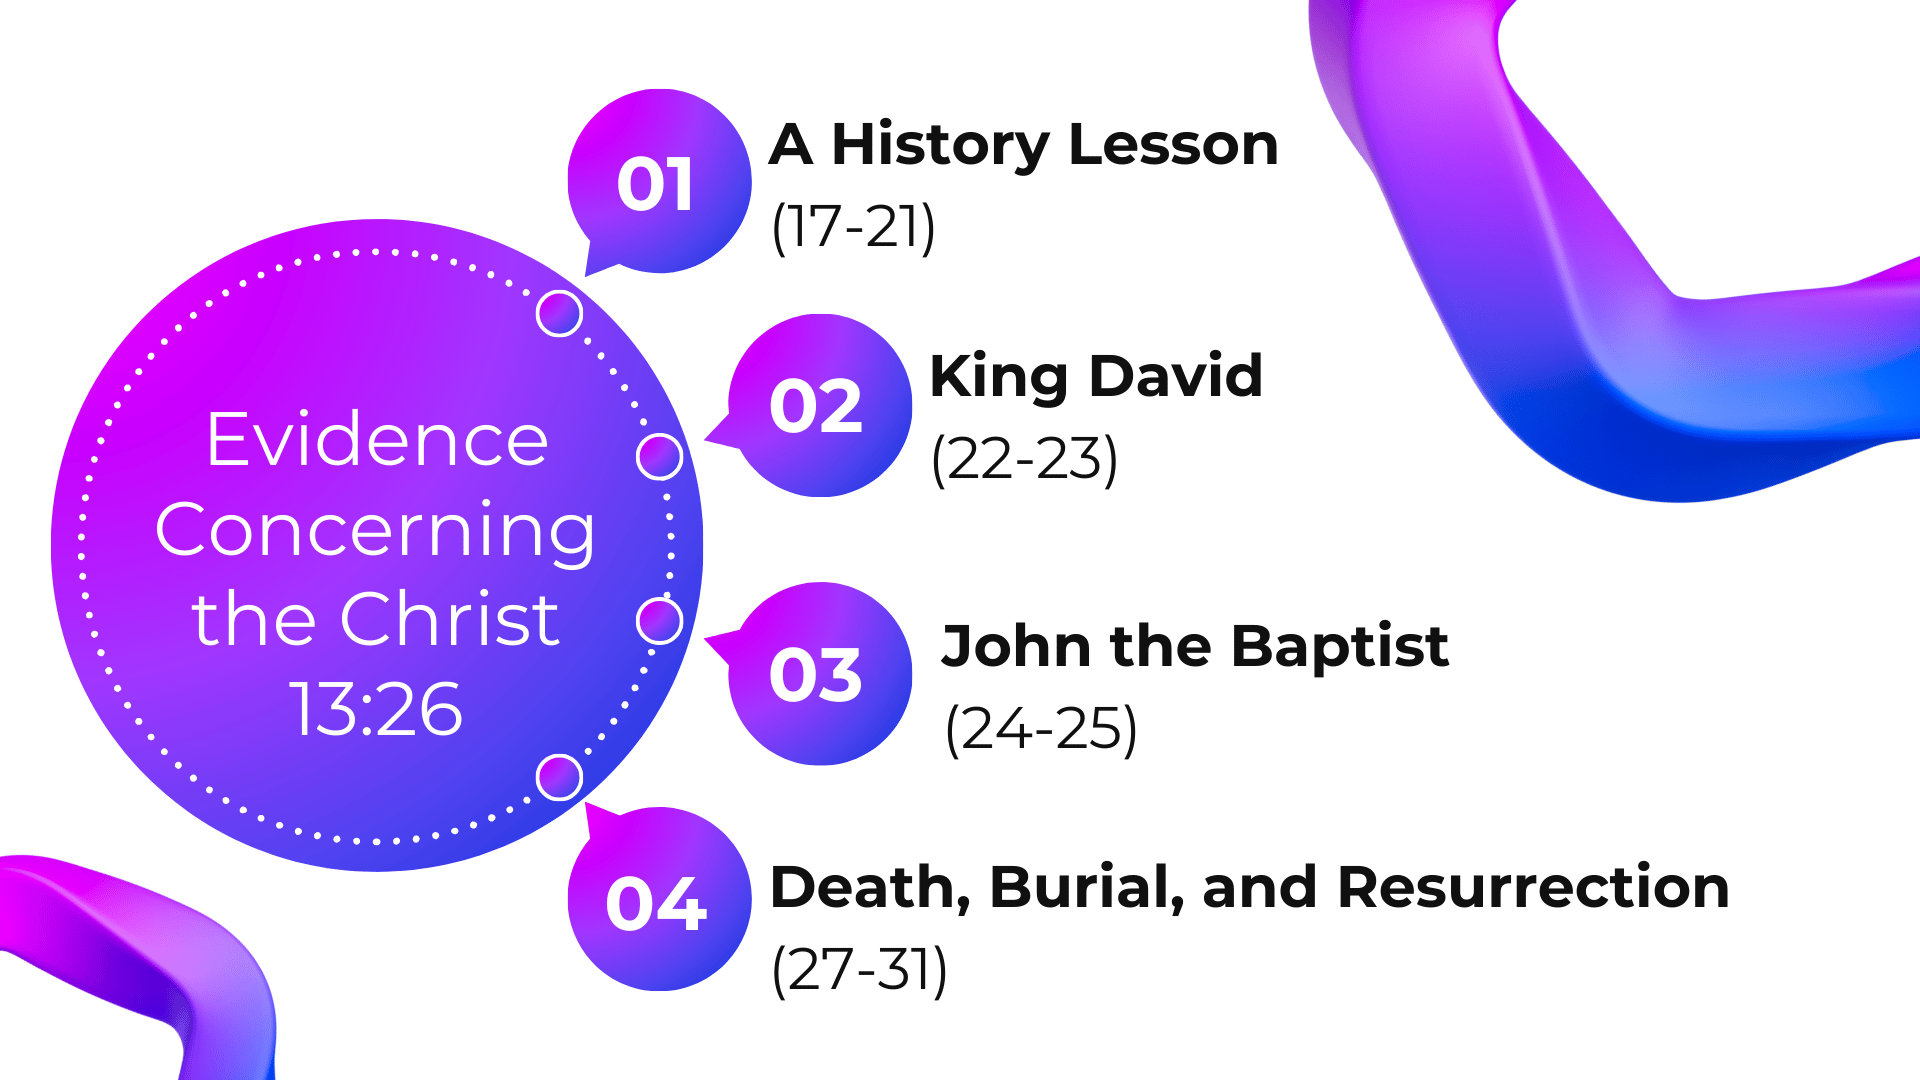 Evidence
Concerning
the Christ
13:26
01
A History Lesson
(17-21)
02
King David
(22-23)
03
John the Baptist
(24-25)
04
Death, Burial, and Resurrection
(27-31)